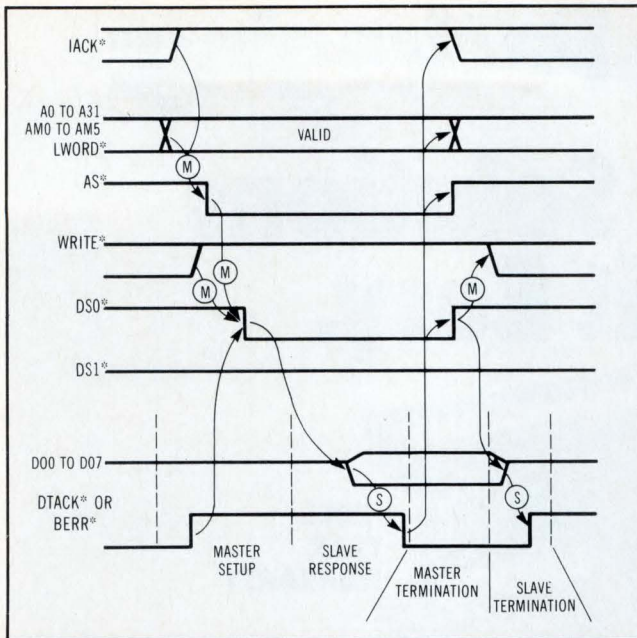 IACK*
A0 TO A31
AM0 TO AM5
LWORD*
VALID
M
AS*
WRITE*
M
M
M
DS0*
DS1*
D00 TO D07
S
S
DTACK* OR
BERR*
MASTER
SETUP
SLAVE
RESPONSE
MASTER
TERMINATION
SLAVE
TERMINATION